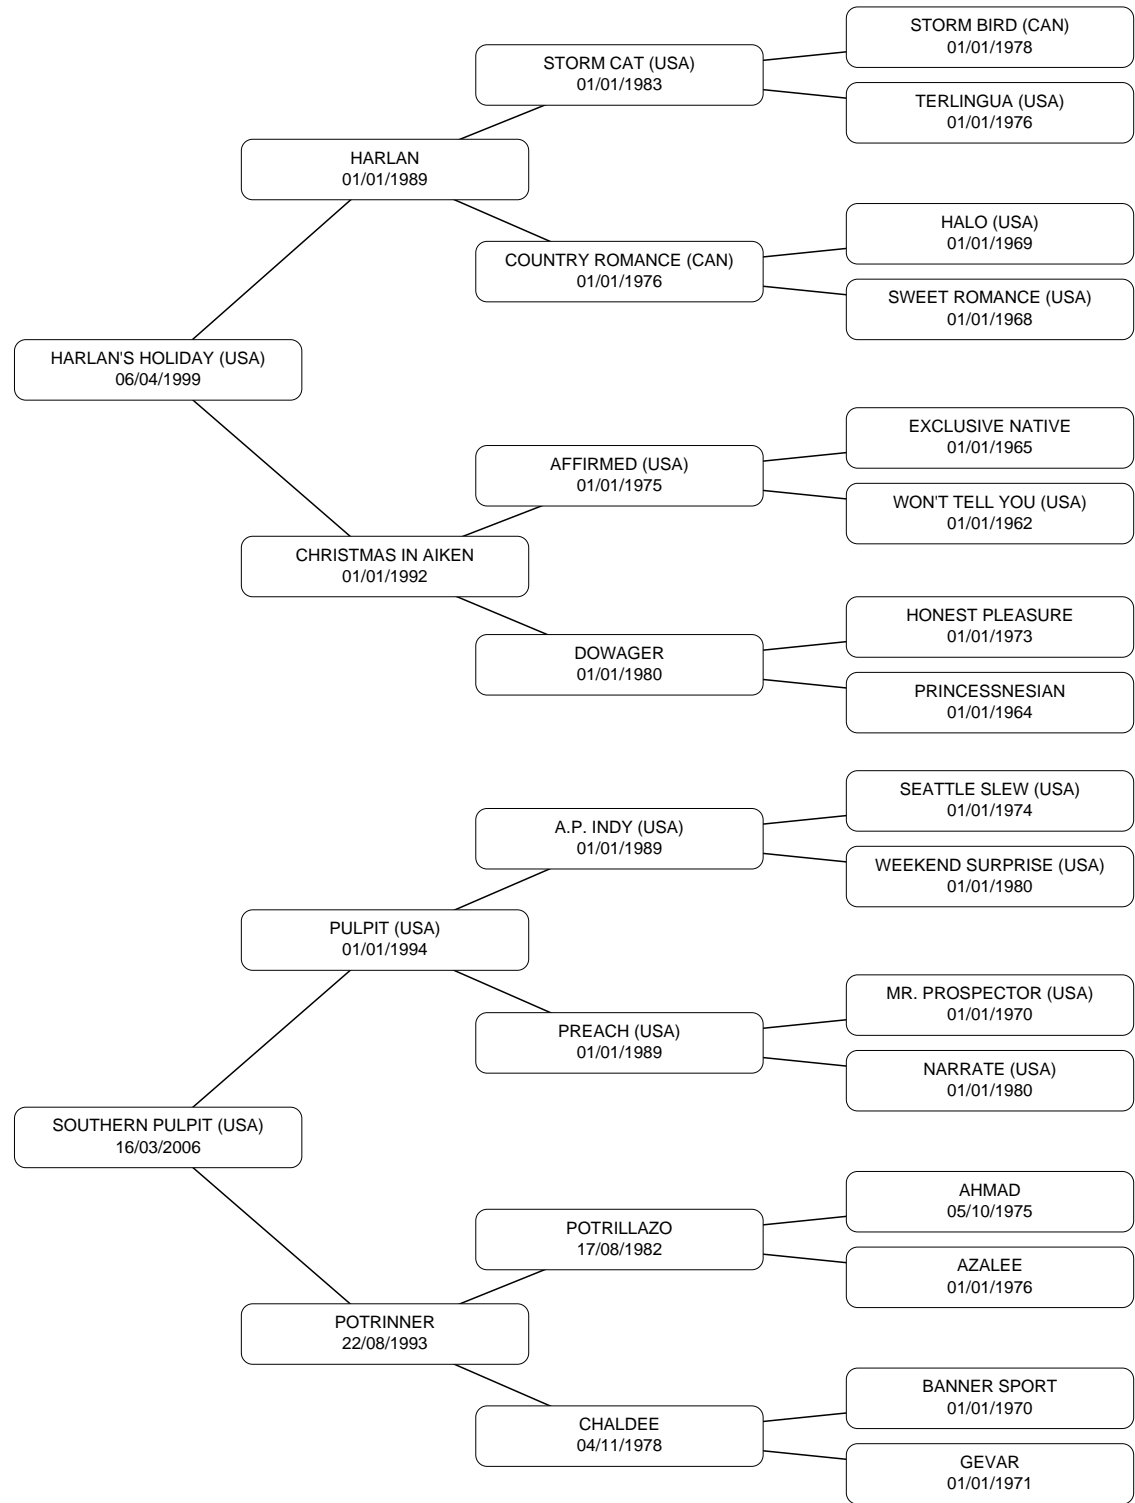 STORM BIRD (CAN)
01/01/1978
STORM CAT (USA)
01/01/1983
TERLINGUA (USA)
01/01/1976
HARLAN
01/01/1989
HALO (USA)
01/01/1969
COUNTRY ROMANCE (CAN)
01/01/1976
SWEET ROMANCE (USA)
01/01/1968
HARLAN'S HOLIDAY (USA)
06/04/1999
EXCLUSIVE NATIVE
01/01/1965
AFFIRMED (USA)
01/01/1975
WON'T TELL YOU (USA)
01/01/1962
CHRISTMAS IN AIKEN
01/01/1992
HONEST PLEASURE
01/01/1973
DOWAGER
01/01/1980
PRINCESSNESIAN
01/01/1964
SEATTLE SLEW (USA)
01/01/1974
A.P. INDY (USA)
01/01/1989
WEEKEND SURPRISE (USA)
01/01/1980
PULPIT (USA)
01/01/1994
MR. PROSPECTOR (USA)
01/01/1970
PREACH (USA)
01/01/1989
NARRATE (USA)
01/01/1980
SOUTHERN PULPIT (USA)
16/03/2006
AHMAD
05/10/1975
POTRILLAZO
17/08/1982
AZALEE
01/01/1976
POTRINNER
22/08/1993
BANNER SPORT
01/01/1970
CHALDEE
04/11/1978
GEVAR
01/01/1971